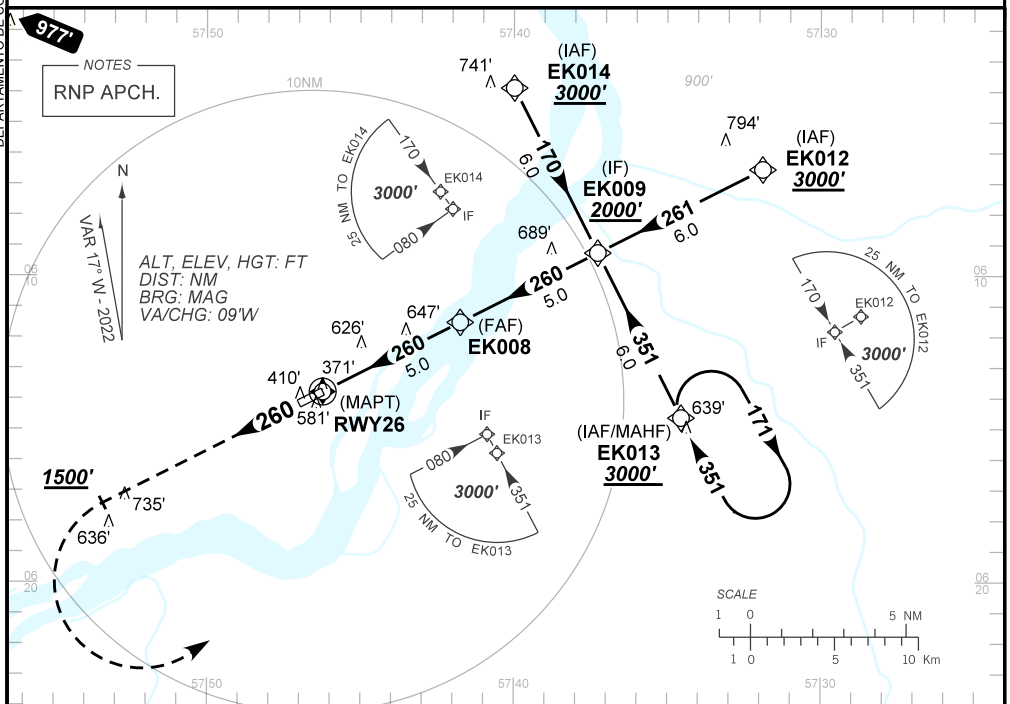 977'
57 50
57 40
57 30
NOTES
RNP APCH.
10NM
900'
741'
(IAF)
EK014
3000'
794'
(IAF)
EK012
3000'
170
6.0
(IF)
EK009
2000'
261
6.0
25 NM TO EK014
170
EK014
3000'
IF
080
N
VAR 17° W - 2022
ALT, ELEV, HGT: FT
DIST: NM
BRG: MAG
VA/CHG: 09'W
689'
260
5.0
25 NM TO EK012
170
EK012
IF
3000'
351
06
10
06
10
647'
626'
(FAF)
EK008
260
5.0
351
6.0
371'
410'
581'
(MAPT)
RWY26
260
639'
(IAF/MAHF)
EK013
3000'
171
351
IF
EK013
080
3000'
351
25 NM TO EK013
1500'
735'
636'
06
20
06
20
SCALE
1 0 5 NM
1 0 5 10 Km
57 50
57 40
57 30